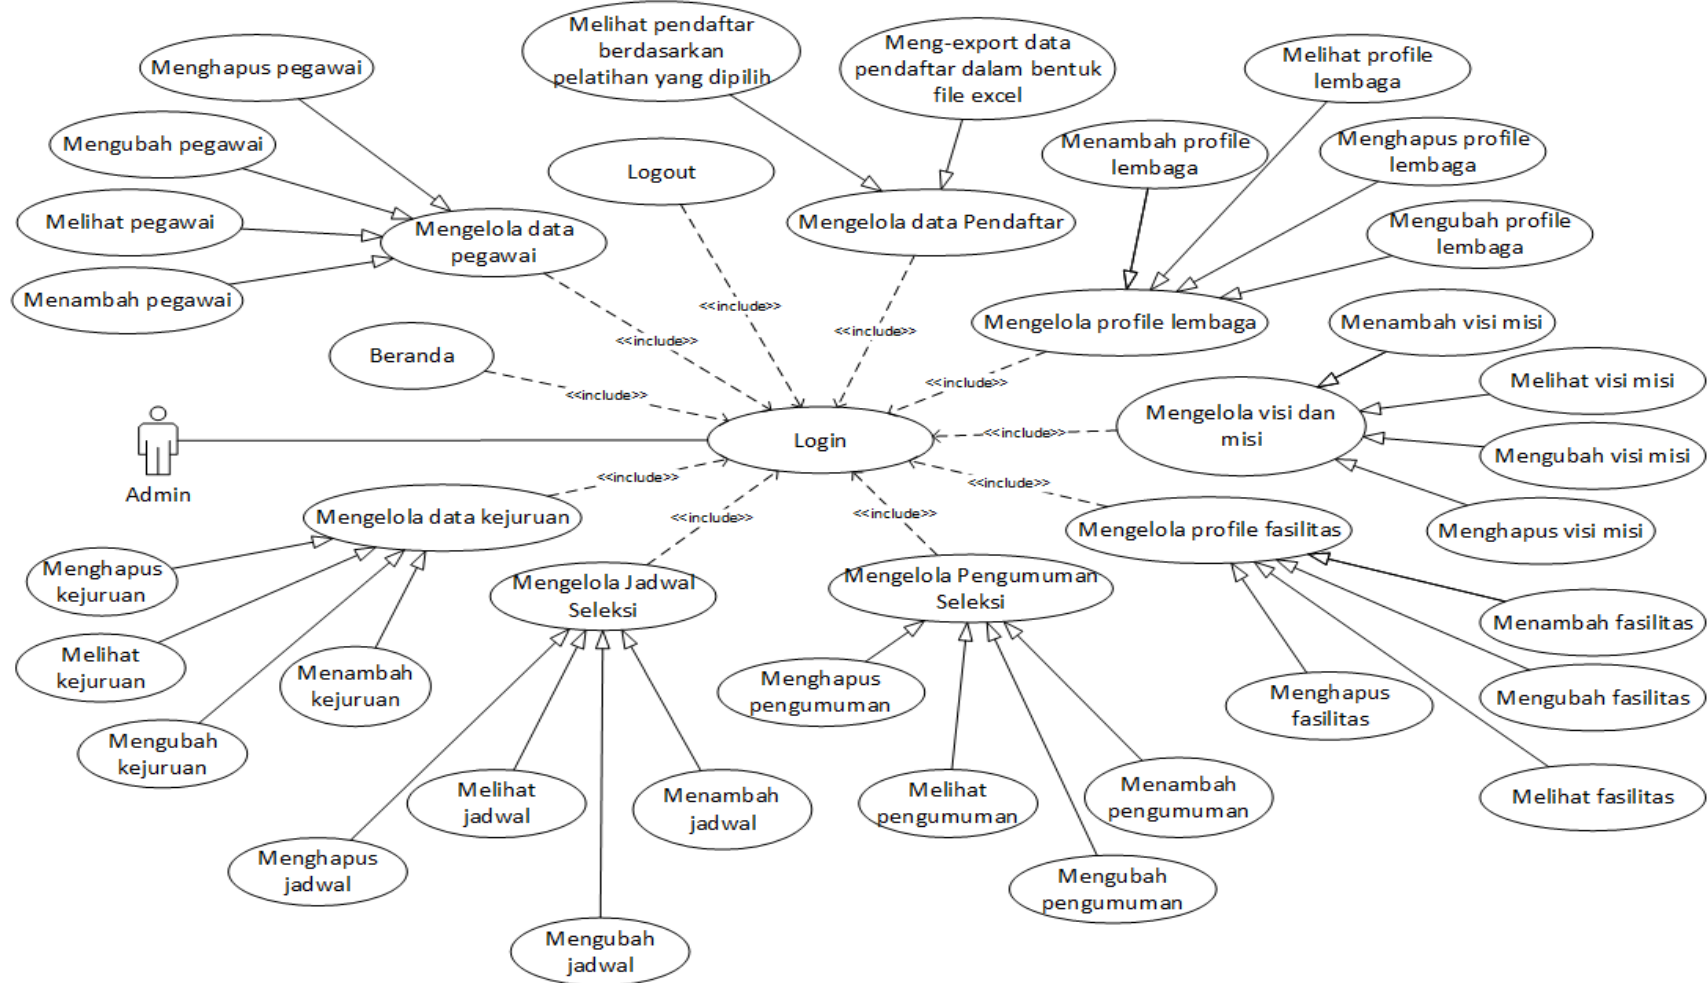 Melihat pendaftar
berdasarkan
pelatihan yang dipilih
Meng-export data
pendaftar dalam bentuk
file excel
Melihat profile
lembaga
Menghapus pegawai
Mengubah pegawai
Melihat pegawai
Menambah pegawai
Mengelola data
pegawai
Logout
Mengelola data Pendaftar
Menambah profile
lembaga
Menghapus profile
lembaga
Mengubah profile
lembaga
Mengelola profile lembaga
Menambah visi misi
Melihat visi misi
Mengubah visi misi
Menghapus visi misi
Mengelola visi dan
misi
<<include>>
<<include>>
<<include>>
<<include>>
<<include>>
<<include>>
Beranda
Login
Admin
<<include>>
<<include>>
<<include>>
<<include>>
Mengelola data kejuruan
Menghapus
kejuruan
Melihat
kejuruan
Mengubah
kejuruan
Menambah
kejuruan
Mengelola Jadwal
Seleksi
Menghapus
jadwal
Melihat
jadwal
Mengubah
jadwal
Menambah
jadwal
Mengelola Pengumuman
Seleksi
Menghapus
pengumuman
Melihat
pengumuman
Mengubah
pengumuman
Menambah
pengumuman
Mengelola profile fasilitas
Menghapus
fasilitas
Menambah fasilitas
Mengubah fasilitas
Melihat fasilitas